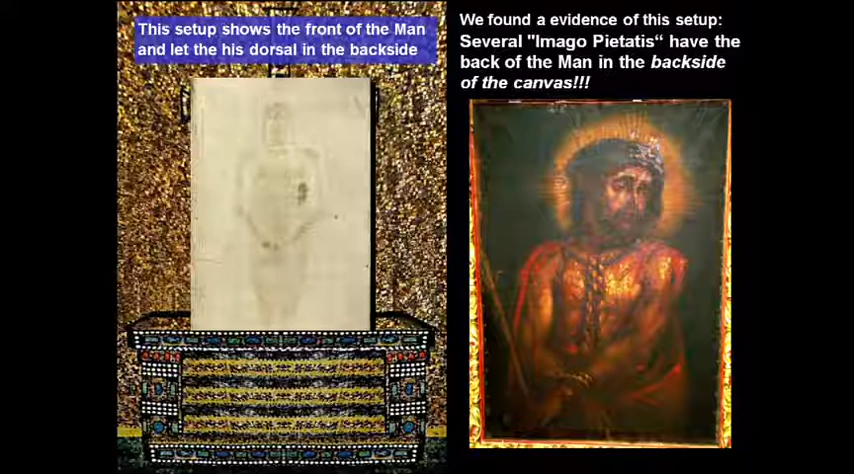 This setup shows the front of the Man
and let the his dorsal in the backside
We found a evidence of this setup:
Several "Imago Pietatis“ have the
back of the Man in the backside
of the canvas!!!